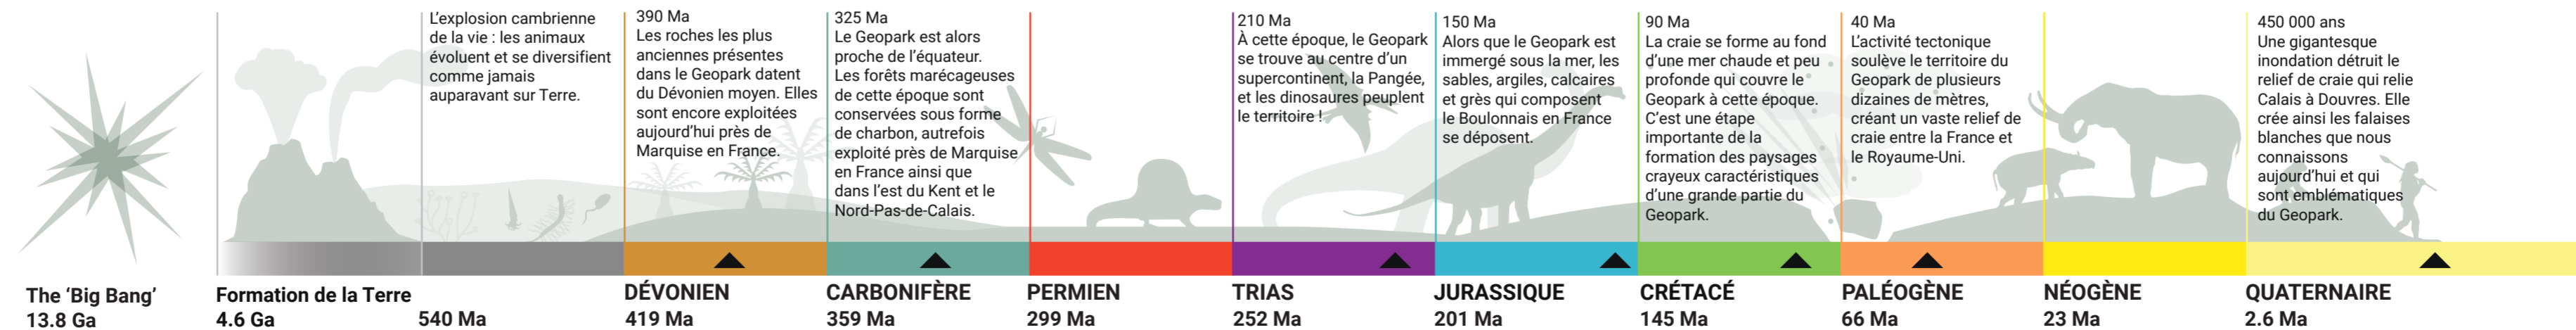 L'explosion cambrienne
de la vie : les animaux
évoluent et se diversifient
comme jamais
auparavant sur Terre.
390 Ma
Les roches les plus
anciennes présentes
dans le Geopark datent
du Dévonien moyen. Elles
sont encore exploitées
aujourd'hui près de
Marquise en France.
325 Ma
Le Geopark est alors
proche de l'équateur.
Les forêts marécageuses
de cette époque sont
conservées sous forme
de charbon, autrefois
exploité près de Marquise
en France ainsi que
dans l'est du Kent et le
Nord-Pas-de-Calais.
210 Ma
À cette époque, le Geopark
se trouve au centre d'un
supercontinent, la Pangée,
et les dinosaures peuplent
le territoire !
150 Ma
Alors que le Geopark est
immergé sous la mer, les
sables, argiles, calcaires
et grès qui composent
le Boulonnais en France
se déposent.
90 Ma
La craie se forme au fond
d'une mer chaude et peu
profonde qui couvre le
Geopark à cette époque.
C'est une étape
importante de la
formation des paysages
crayeux caractéristiques
d'une grande partie du
Geopark.
40 Ma
L'activité tectonique
soulève le territoire du
Geopark de plusieurs
dizaines de mètres,
créant un vaste relief de
craie entre la France et
le Royaume-Uni.
450 000 ans
Une gigantesque
inondation détruit le
relief de craie qui relie
Calais à Douvres. Elle
crée ainsi les falaises
blanches que nous
connaissons
aujourd'hui et qui
sont emblématiques
du Geopark.
The 'Big Bang'
13.8 Ga
Formation de la Terre
4.6 Ga
540 Ma
DÉVONIEN
419 Ma
CARBONIFÈRE
359 Ma
PERMIEN
299 Ma
TRIAS
252 Ma
JURASSIQUE
201 Ma
CRÉTACÉ
145 Ma
PALÉOGÈNE
66 Ma
NÉOGÈNE
23 Ma
QUATERNAIRE
2.6 Ma